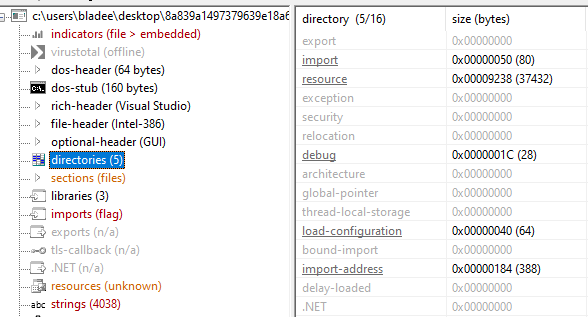 c:\users\bladee\desktop\8a839a1497379639e18a6
indicators (file > embedded)
virustotal (offline)
dos-header (64 bytes)
dos-stub (160 bytes)
rich-header (Visual Studio)
file-header (Intel-386)
optional-header (GUI)
directories (5)
sections (files)
libraries (3)
imports (flag)
exports (n/a)
tls-callback (n/a)
.NET (n/a)
resources (unknown)
abc strings (4038)
directory (5/16) size (bytes)
export 0x00000000
import 0x00000050 (80)
resource 0x00009238 (37432)
exception 0x00000000
security 0x00000000
relocation 0x00000000
debug 0x0000001C (28)
architecture 0x00000000
global-pointer 0x00000000
thread-local-storage 0x00000000
load-configuration 0x00000040 (64)
bound-import 0x00000000
import-address 0x00000184 (388)
delay-loaded 0x00000000
.NET 0x00000000